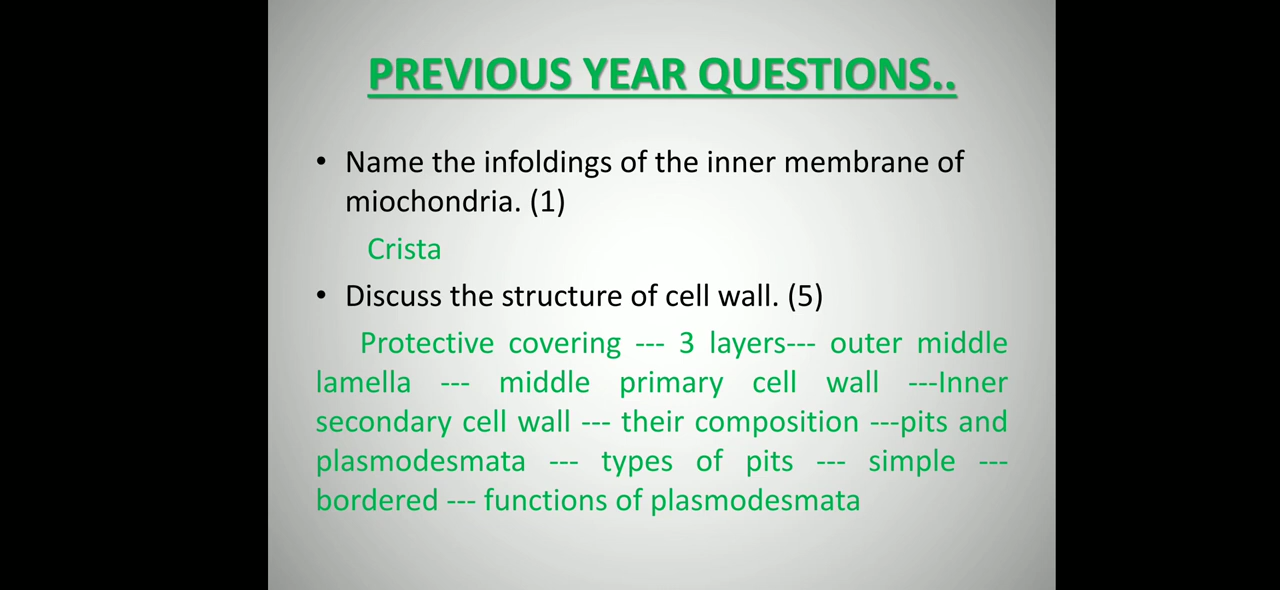 PREVIOUS YEAR QUESTIONS..
• Name the infoldings of the inner membrane of
miochondria. (1)
Crista
• Discuss the structure of cell wall. (5)
Protective covering --- 3 layers--- outer middle
lamella --- middle primary cell wall ---Inner
secondary cell wall --- their composition ---pits and
plasmodesmata --- types of pits --- simple ---
bordered --- functions of plasmodesmata